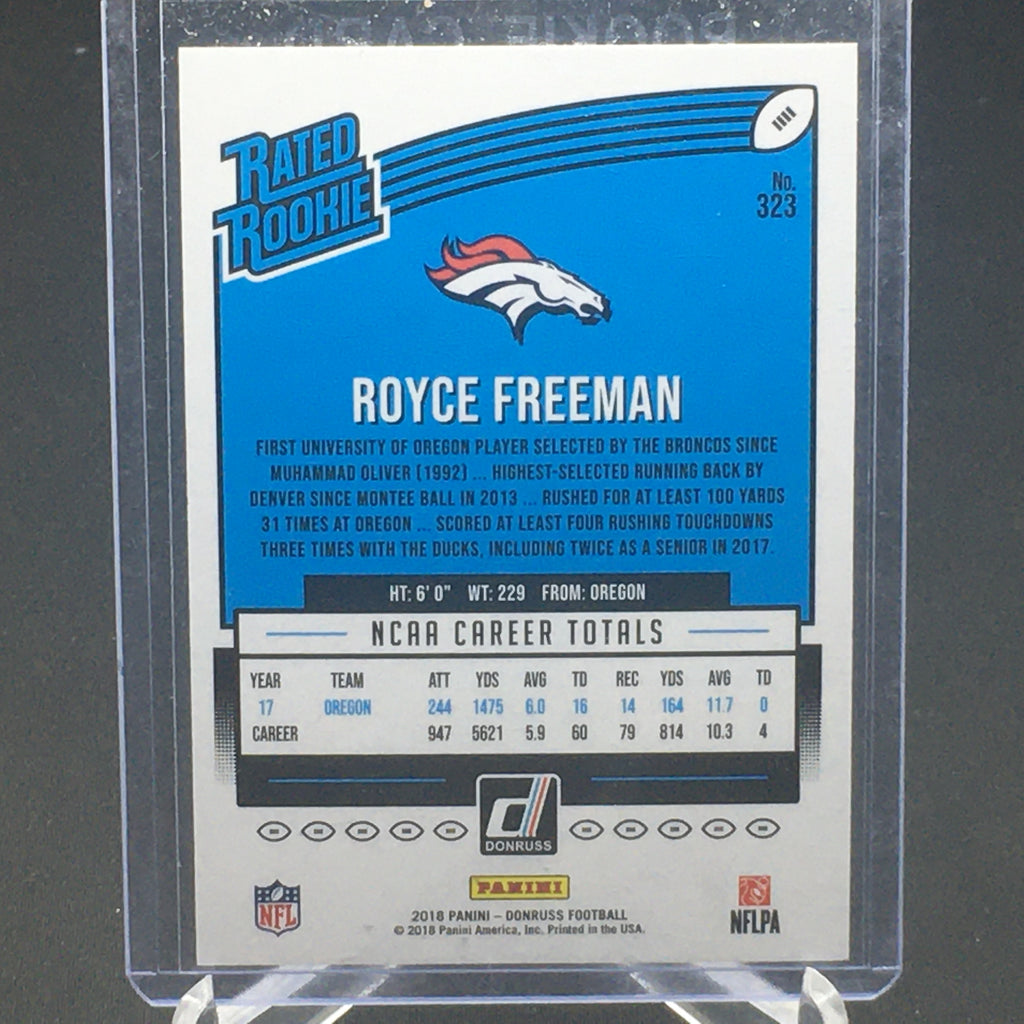 ROOKIE CARD
RATED
ROOKIE
No.
323
ROYCE FREEMAN
FIRST UNIVERSITY OF OREGON PLAYER SELECTED BY THE BRONCOS SINCE
MUHAMMAD OLIVER (1992) ... HIGHEST-SELECTED RUNNING BACK BY
DENVER SINCE MONTEE BALL IN 2013 ... RUSHED FOR AT LEAST 100 YARDS
31 TIMES AT OREGON ... SCORED AT LEAST FOUR RUSHING TOUCHDOWNS
THREE TIMES WITH THE DUCKS, INCLUDING TWICE AS A SENIOR IN 2017.
HT: 6' 0" WT: 229 FROM: OREGON
NCAA CAREER TOTALS
YEAR TEAM ATT YDS AVG TD REC YDS AVG TD
17 OREGON 244 1475 6.0 16 14 164 11.7 0
CAREER 947 5621 5.9 60 79 814 10.3 4
d
DONRUSS
PANINI
NFL
2018 PANINI – DONRUSS FOOTBALL
© 2018 Panini America, Inc. Printed in the USA.
NFLPA